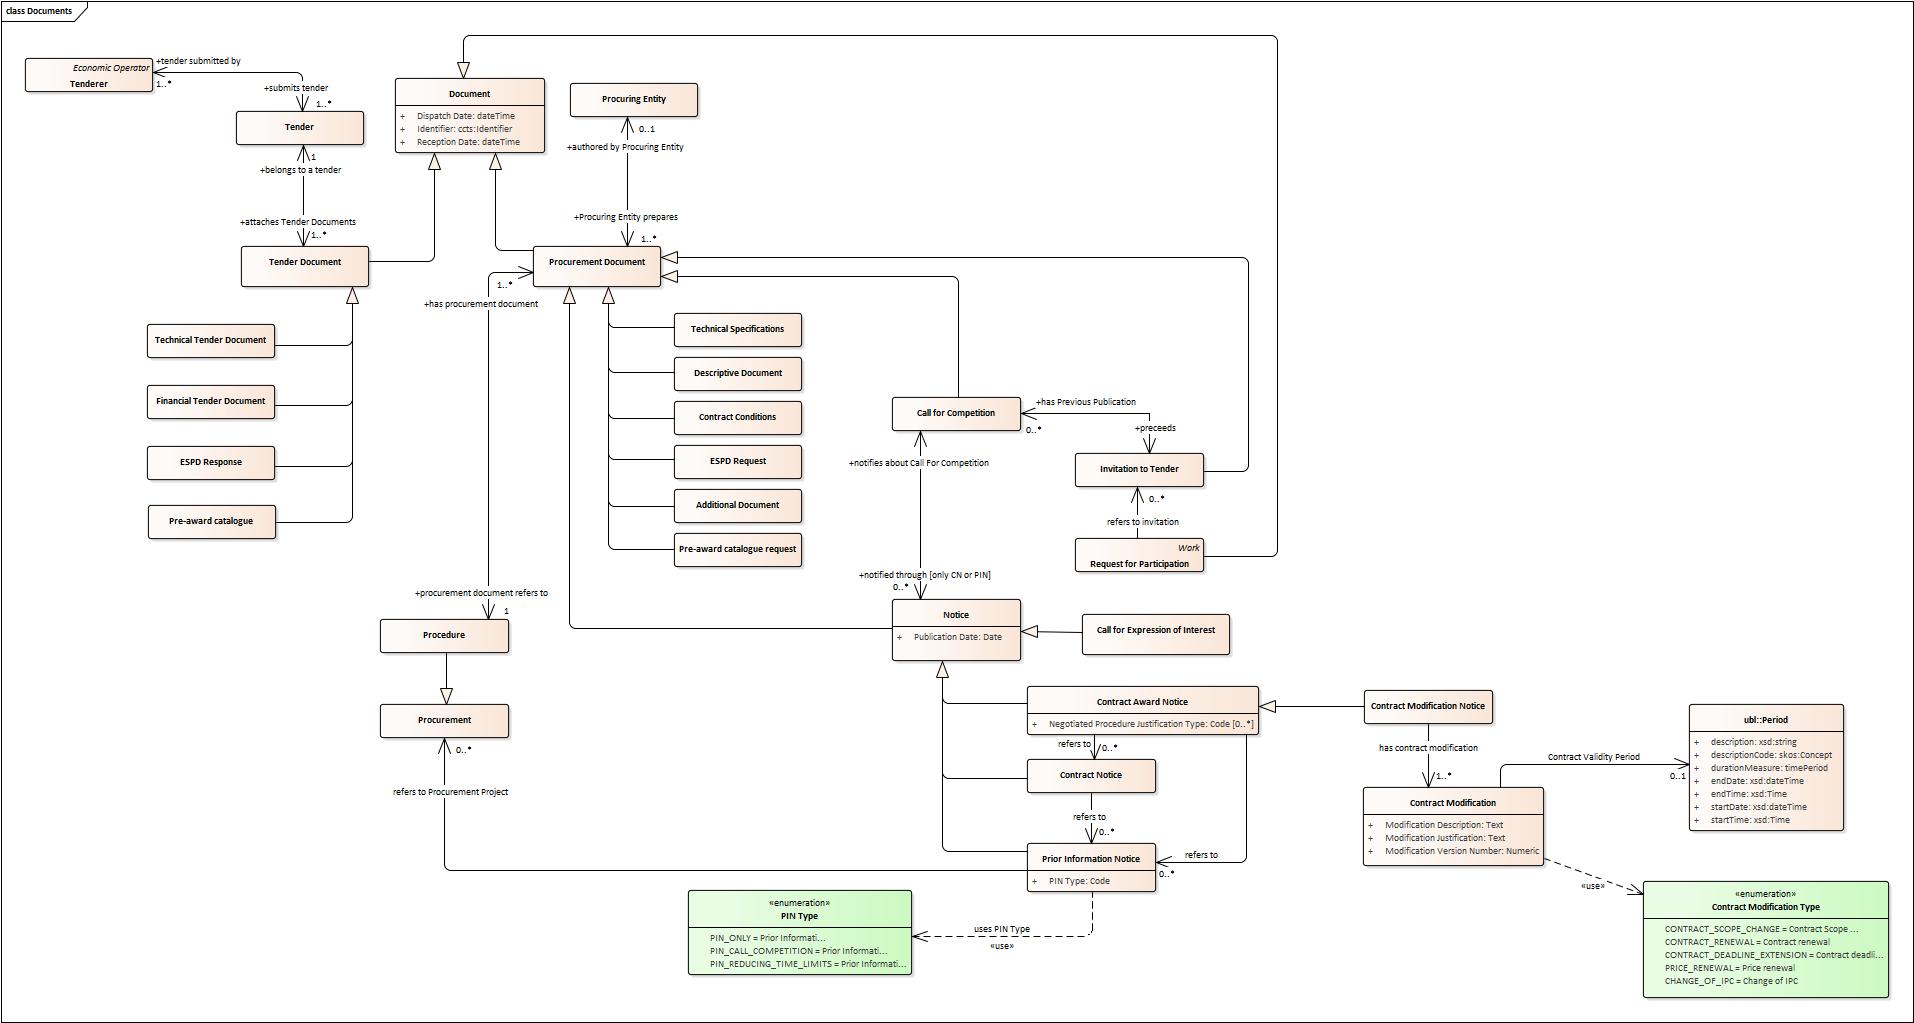 class Documents
Economic Operator
Tenderer
+tender submitted by
1..*
+submits tender
1..*
Tender
1
+belongs to a tender
+attaches Tender Documents
1..*
Tender Document
Technical Tender Document
Financial Tender Document
ESPD Response
Pre-award catalogue
Document
+ Dispatch Date: dateTime
+ Identifier: ccts:Identifier
+ Reception Date: dateTime
Procuring Entity
0..1
+authored by Procuring Entity
+Procuring Entity prepares
1..*
Procurement Document
1..*
+has procurement document
Technical Specifications
Descriptive Document
Contract Conditions
ESPD Request
Additional Document
Pre-award catalogue request
+procurement document refers to
1
Procedure
Procurement
0..*
refers to Procurement Project
Call for Competition
+has Previous Publication
0..*
+preceeds
Invitation to Tender
0..*
refers to invitation
Work
Request for Participation
+notifies about Call For Competition
+notified through [only CN or PIN]
0..*
Notice
+ Publication Date: Date
Call for Expression of Interest
Contract Award Notice
+ Negotiated Procedure Justification Type: Code [0..*]
refers to
0..*
Contract Notice
refers to
0..*
Prior Information Notice
+ PIN Type: Code
refers to
0..*
uses PIN Type
«use»
«enumeration»
PIN Type
PIN_ONLY = Prior Informati...
PIN_CALL_COMPETITION = Prior Informati...
PIN_REDUCING_TIME_LIMITS = Prior Informati...
Contract Modification Notice
has contract modification
1..*
Contract Modification
+ Modification Description: Text
+ Modification Justification: Text
+ Modification Version Number: Numeric
Contract Validity Period
0..1
ubl::Period
+ description: xsd:string
+ descriptionCode: skos:Concept
+ durationMeasure: timePeriod
+ endDate: xsd:dateTime
+ endTime: xsd:Time
+ startDate: xsd:dateTime
+ startTime: xsd:Time
«use»
«enumeration»
Contract Modification Type
CONTRACT_SCOPE_CHANGE = Contract Scope ...
CONTRACT_RENEWAL = Contract renewal
CONTRACT_DEADLINE_EXTENSION = Contract deadli...
PRICE_RENEWAL = Price renewal
CHANGE_OF_IPC = Change of IPC